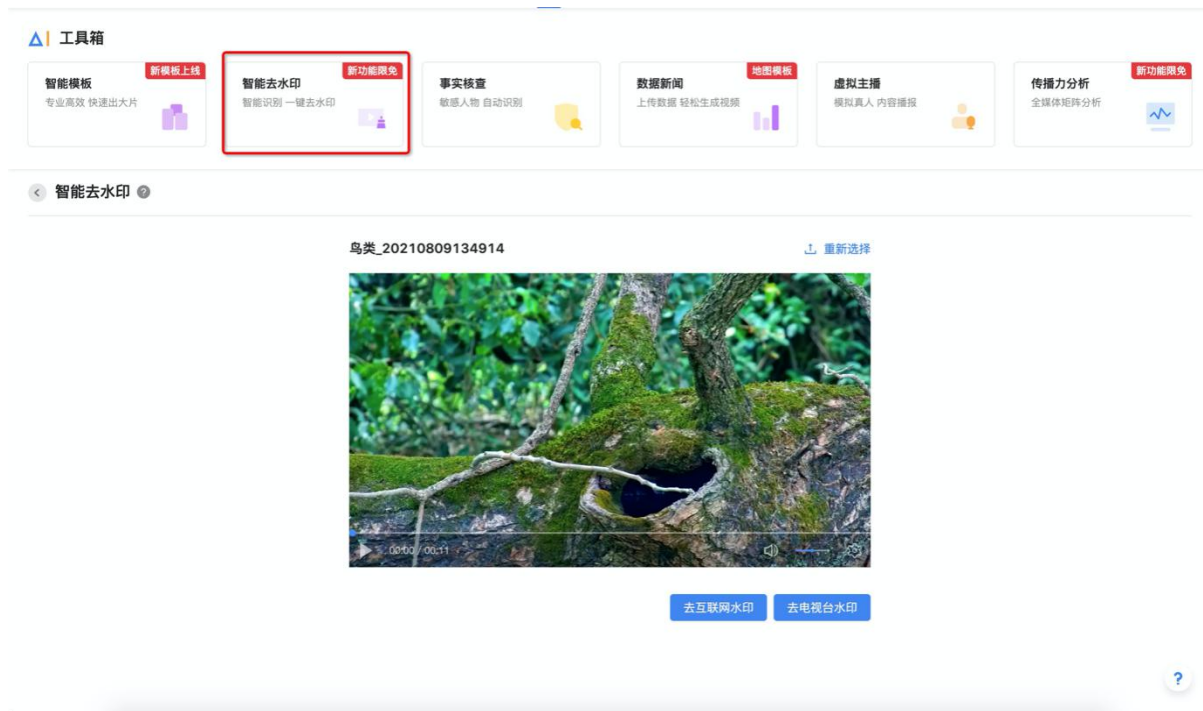 AI 工具箱
智能模板
新模板上线
专业高效 快速出大片
智能去水印
新功能限免
智能识别 一键去水印
事实核查
敏感人物 自动识别
数据新闻
地图模板
上传数据 轻松生成视频
虚拟主播
模拟真人 内容播报
传播力分析
新功能限免
全媒体矩阵分析
智能去水印 ?
鸟类_20210809134914
重新选择
00:00 / 00:11
去互联网水印
去电视台水印
?